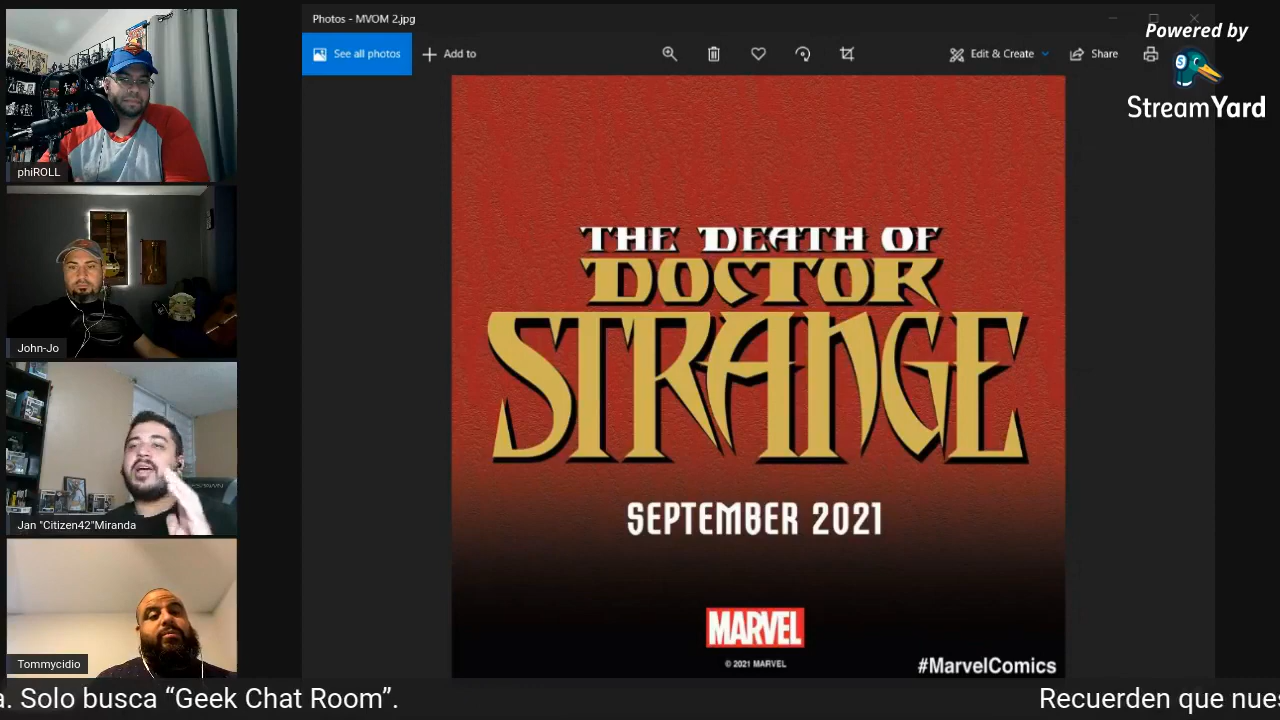 Photos - MVOM 2.jpg
See all photos
Add to
Edit & Create
Share
Powered by
StreamYard
phiROLL
John-Jo
Jan "Citizen42"Miranda
Tommycidio
THE DEATH OF
DOCTOR
STRANGE
SEPTEMBER 2021
MARVEL
© 2021 MARVEL
#MarvelComics
a. Solo busca “Geek Chat Room”.
Recuerden que nues